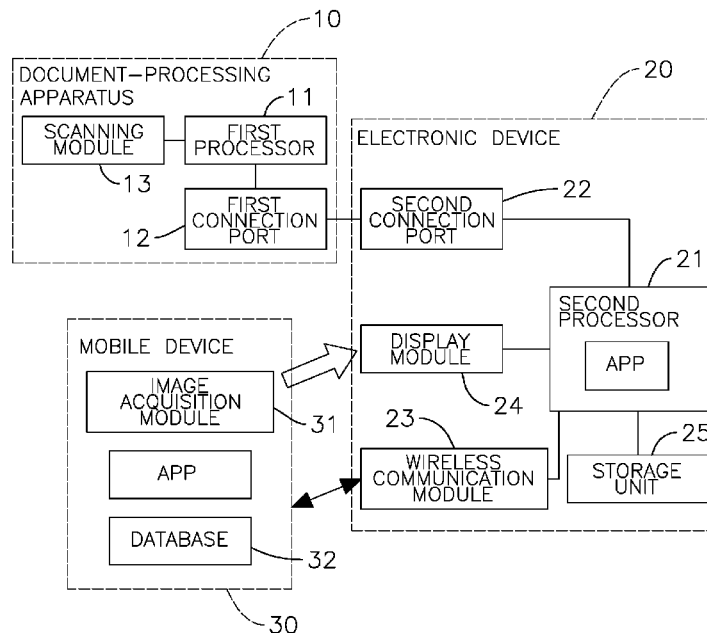 10
DOCUMENT-PROCESSING
APPARATUS
11
SCANNING
MODULE
FIRST
PROCESSOR
13
12
FIRST
CONNECTION
PORT
20
ELECTRONIC DEVICE
22
SECOND
CONNECTION
PORT
21
SECOND
PROCESSOR
APP
DISPLAY
MODULE
24
23
WIRELESS
COMMUNICATION
MODULE
25
STORAGE
UNIT
MOBILE DEVICE
IMAGE
ACQUISITION
MODULE
31
APP
DATABASE
32
30